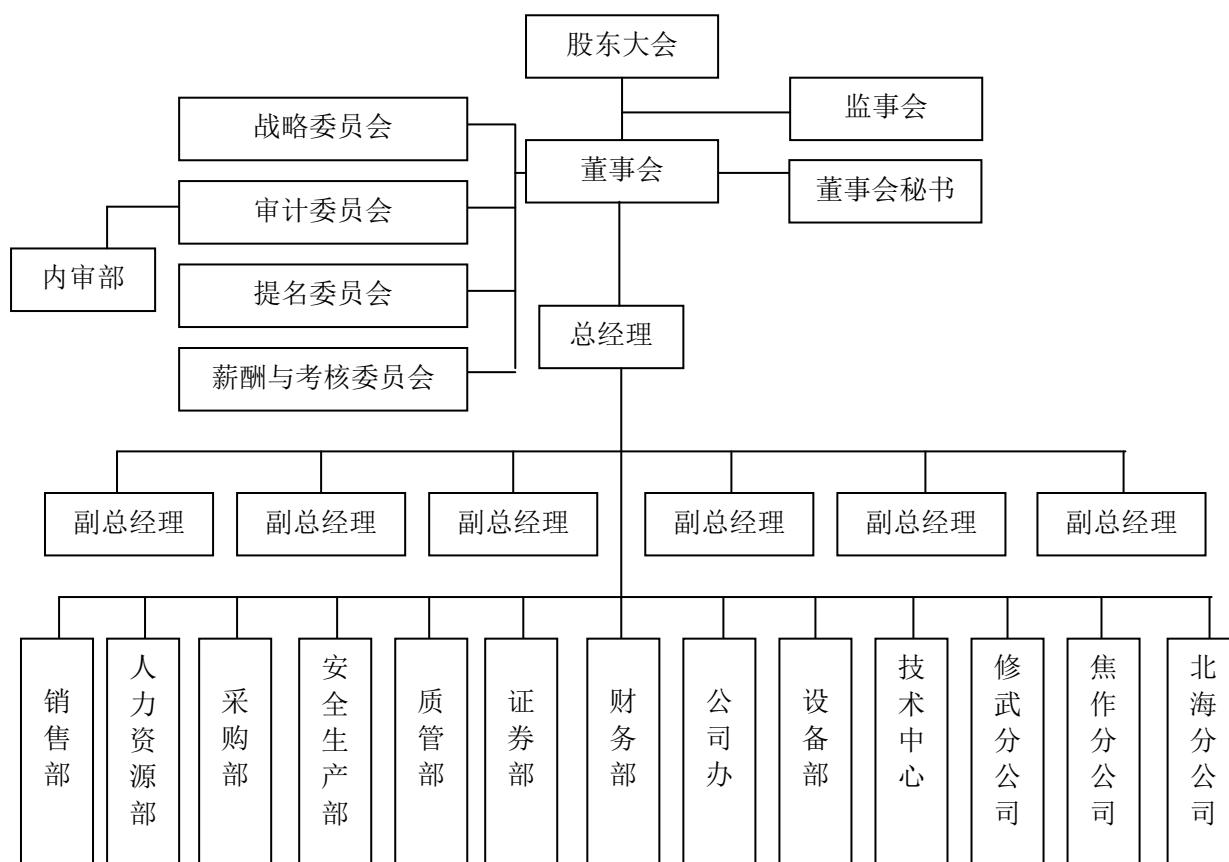 股东大会
监事会
战略委员会
董事会
董事会秘书
审计委员会
内审部
提名委员会
总经理
薪酬与考核委员会
副总经理
副总经理
副总经理
副总经理
副总经理
副总经理
销售部
人力资源部
采购部
安全生产部
质管部
证券部
财务部
公司办
设备部
技术中心
修武分公司
焦作分公司
北海分公司